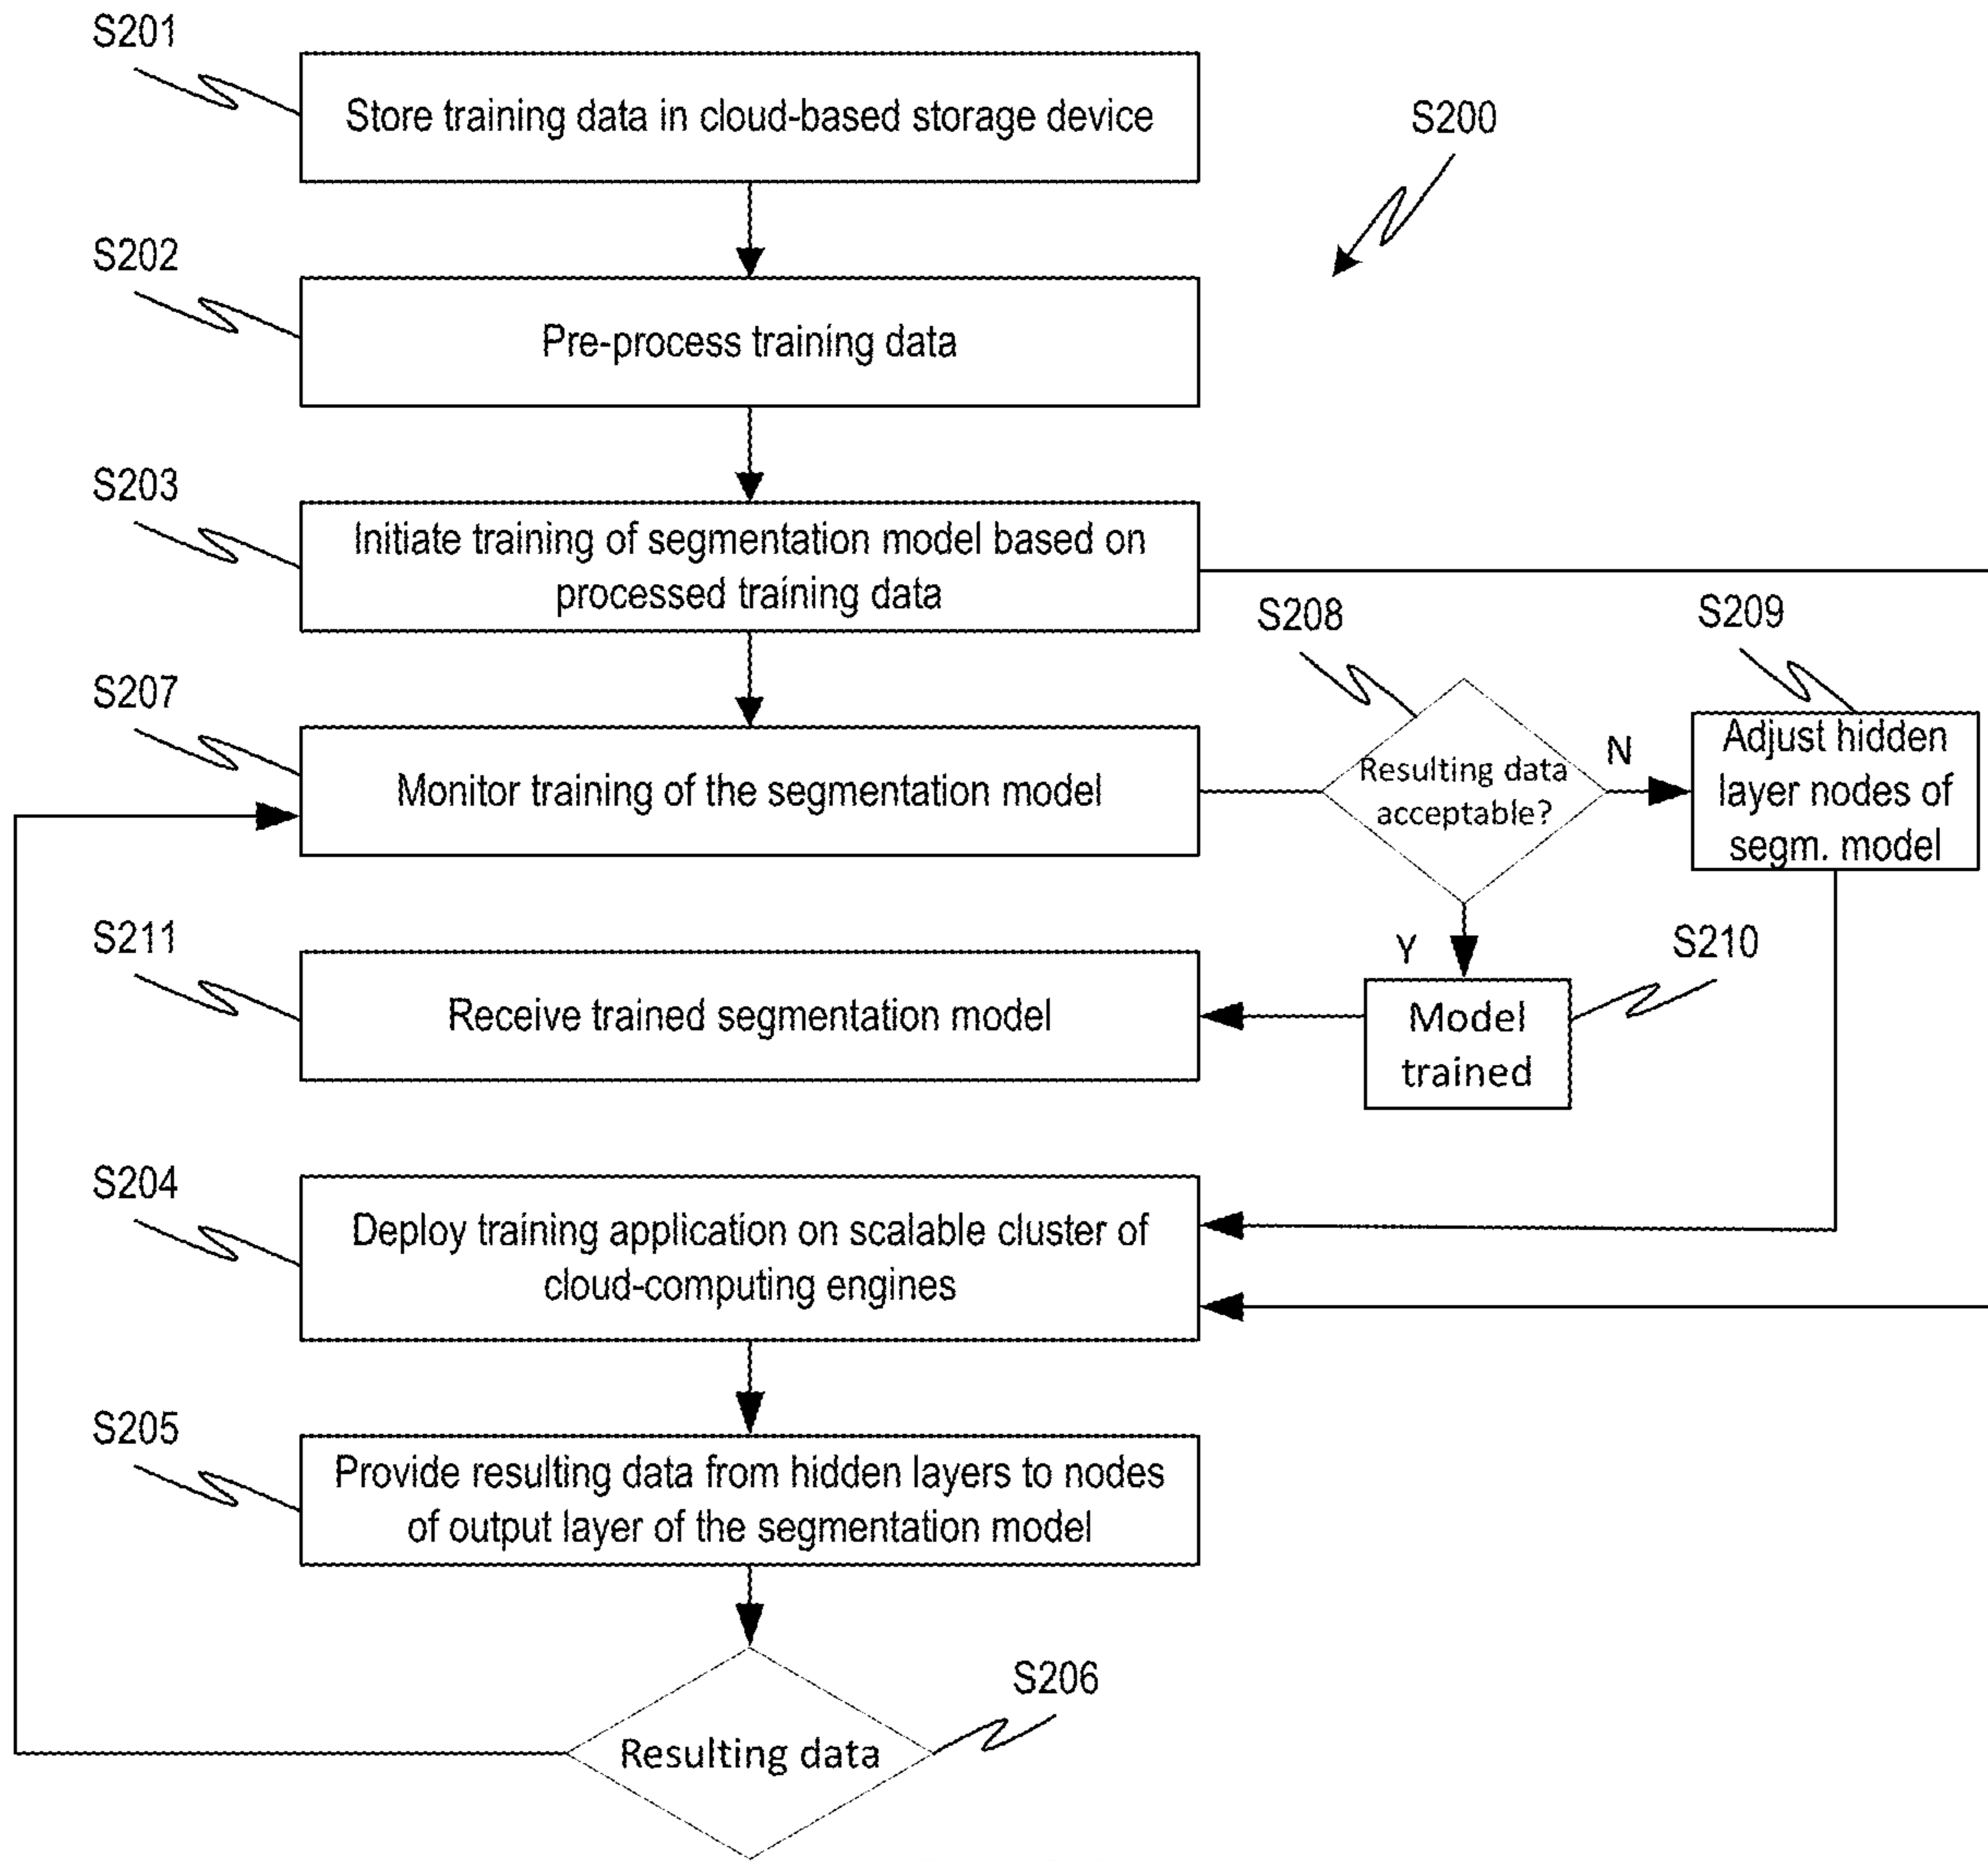 S201
Store training data in cloud-based storage device
S200
S202
Pre-process training data
S203
Initiate training of segmentation model based on
processed training data
S208
S209
S207
Monitor training of the segmentation model
Resulting data
acceptable?
N
Adjust hidden
layer nodes of
segm. model
S211
Receive trained segmentation model
Y
S210
Model
trained
S204
Deploy training application on scalable cluster of
cloud-computing engines
S205
Provide resulting data from hidden layers to nodes
of output layer of the segmentation model
S206
Resulting data